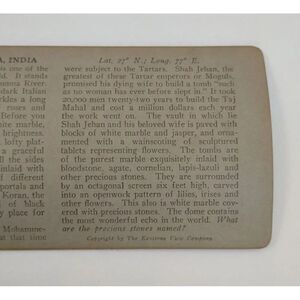 A, INDIA
is one of the
d. It stands
umna River.
dark Italian
kles a long
roses and
Before you
hite marble,
brightness.
lofty plat-
a graceful
ll the sides
inlaid with
f different
portals and
Koran, the
of black
y place for
Mohamme-
at that time
Lat. 27° N.; Long. 77° E.
were subject to the Tartars. Shah Jehan, the
greatest of these Tartar emperors or Moguls,
promised his dying wife to build a tomb "such
as no woman has ever before slept in." It took
20,000 men twenty-two years to build the Taj
Mahal and cost a million dollars each year
the work went on. The vault in which he
Shah Jehan and his beloved wife is paved with
blocks of white marble and jasper, and orna-
mented with a wainscoting of sculptured
tablets representing flowers. The tombs are
of the purest marble exquisitely inlaid with
bloodstone, agate, cornelian, lapis-lazuli and
other precious stones. They are surrounded
by an octagonal screen six feet high, carved
into an openwork pattern of lilies, irises and
other flowers. This also is white marble cov-
ered with precious stones. The dome contains
the most wonderful echo in the world. What
are the precious stones named?
Copyright by The Keystone View Company.